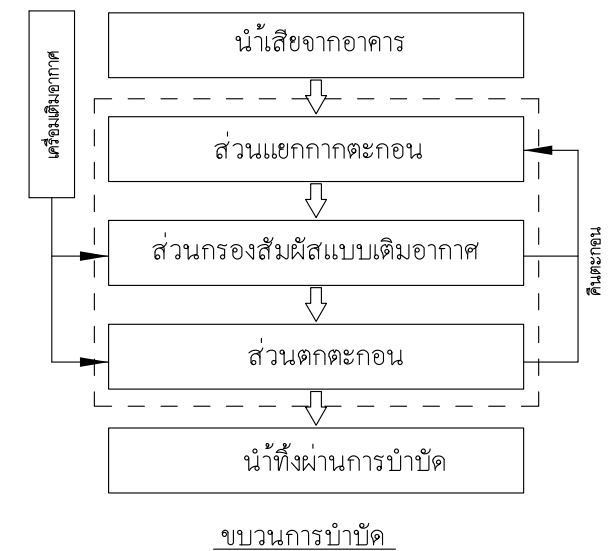 น้ำเสียจากอาคาร
เครื่อมเติมอากาศ
ส่วนแยกกากตะกอน
ส่วนกรองสัมผัสแบบเติมอากาศ
คืนตะกอน
ส่วนตกตะกอน
น้ำทิ้งผ่านการบำบัด
ขบวนการบำบัด